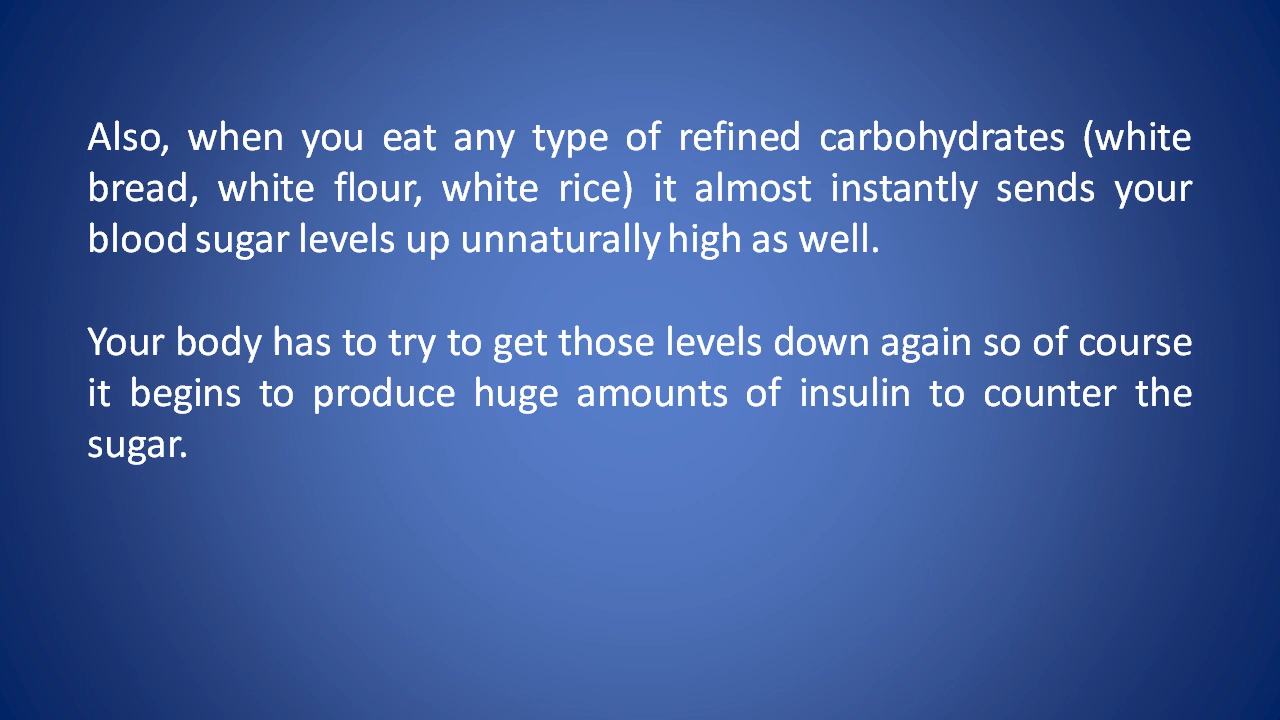 Also, when you eat any type of refined carbohydrates (white
bread, white flour, white rice) it almost instantly sends your
blood sugar levels up unnaturally high as well.
Your body has to try to get those levels down again so of course
it begins to produce huge amounts of insulin to counter the
sugar.